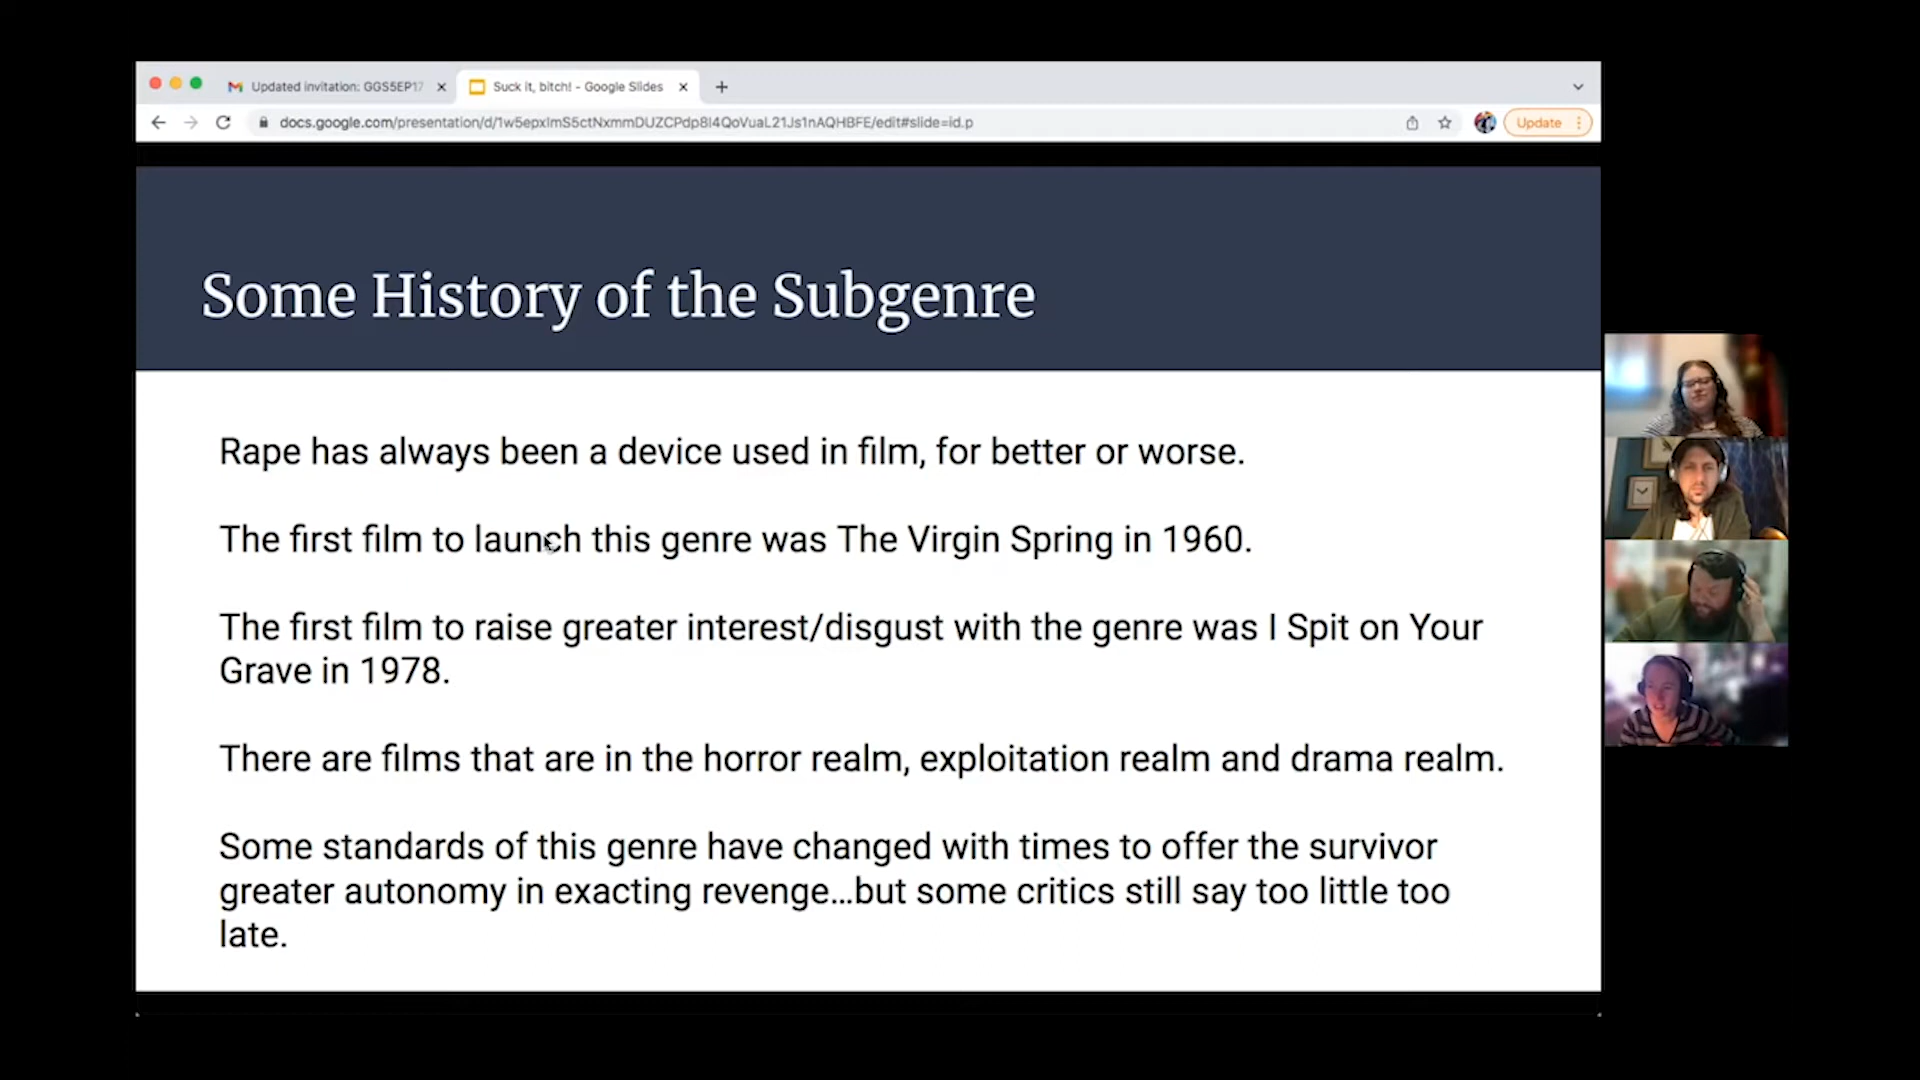 Updated invitation: GGS5EP17
Suck it, bitch! - Google Slides
docs.google.com/presentation/d/1w5epxlmS5ctNxmmDUZCPdp8I4QoVuaL21Js1nAQHBFE/edit#slide=id.p
Update
Some History of the Subgenre
Rape has always been a device used in film, for better or worse.
The first film to launch this genre was The Virgin Spring in 1960.
The first film to raise greater interest/disgust with the genre was I Spit on Your
Grave in 1978.
There are films that are in the horror realm, exploitation realm and drama realm.
Some standards of this genre have changed with times to offer the survivor
greater autonomy in exacting revenge…but some critics still say too little too
late.